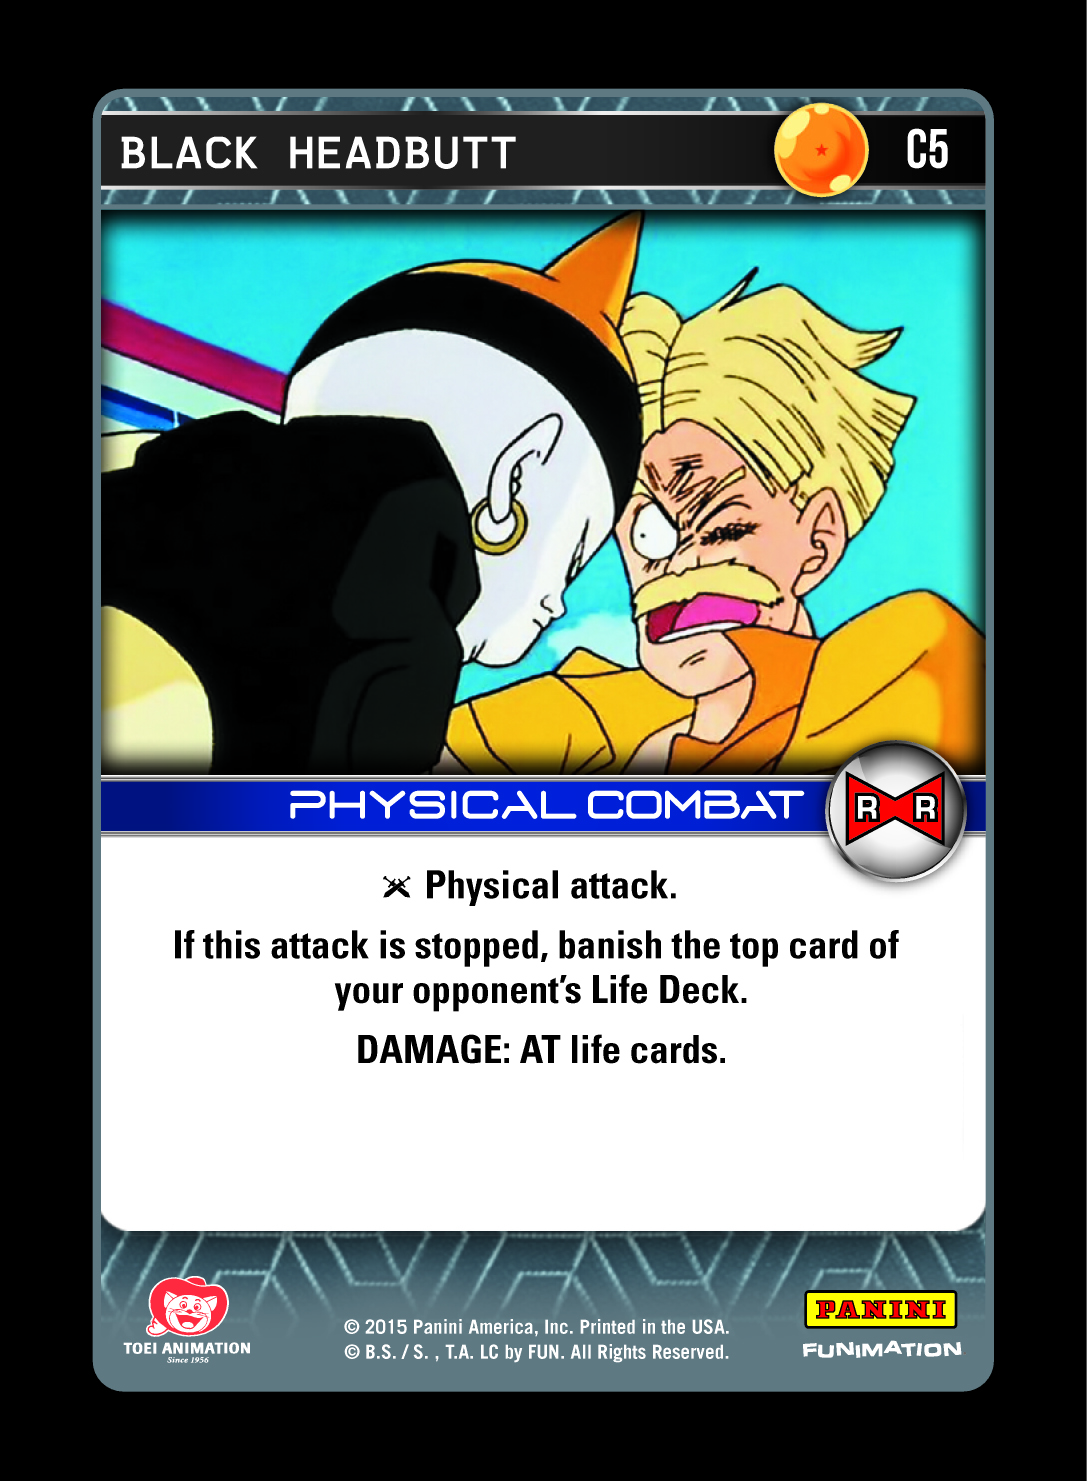 BLACK HEADBUTT
C5
PHYSICAL COMBAT
R R
Physical attack.
If this attack is stopped, banish the top card of
your opponent's Life Deck.
DAMAGE: AT life cards.
TOEI ANIMATION
Since 1956
© 2015 Panini America, Inc. Printed in the USA.
© B.S. / S. , T.A. LC by FUN. All Rights Reserved.
PANINI
FUNIMATION